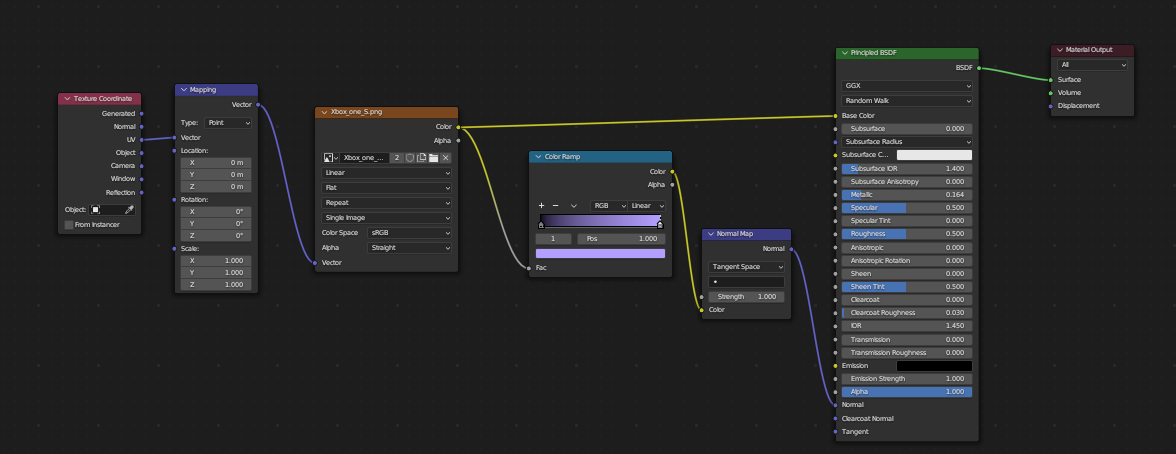 Texture Coordinate
Generated
Normal
UV
Object
Camera
Window
Reflection
Object:
From Instancer
Mapping
Vector
Type: Point
Vector
Location:
X 0 m
Y 0 m
Z 0 m
Rotation:
X 0°
Y 0°
Z 0°
Scale:
X 1.000
Y 1.000
Z 1.000
Xbox_one_S.png
Color
Alpha
Xbox_one_... 2
Linear
Flat
Repeat
Single Image
Color Space sRGB
Alpha Straight
Vector
Color Ramp
Color
Alpha
+ − RGB Linear
1 Pos 1.000
Fac
Normal Map
Normal
Tangent Space
Strength 1.000
Color
Principled BSDF
BSDF
GGX
Random Walk
Base Color
Subsurface 0.000
Subsurface Radius
Subsurface C...
Subsurface IOR 1.400
Subsurface Anisotropy 0.000
Metallic 0.164
Specular 0.500
Specular Tint 0.000
Roughness 0.500
Anisotropic 0.000
Anisotropic Rotation 0.000
Sheen 0.000
Sheen Tint 0.500
Clearcoat 0.000
Clearcoat Roughness 0.030
IOR 1.450
Transmission 0.000
Transmission Roughness 0.000
Emission
Emission Strength 1.000
Alpha 1.000
Normal
Clearcoat Normal
Tangent
Material Output
All
Surface
Volume
Displacement